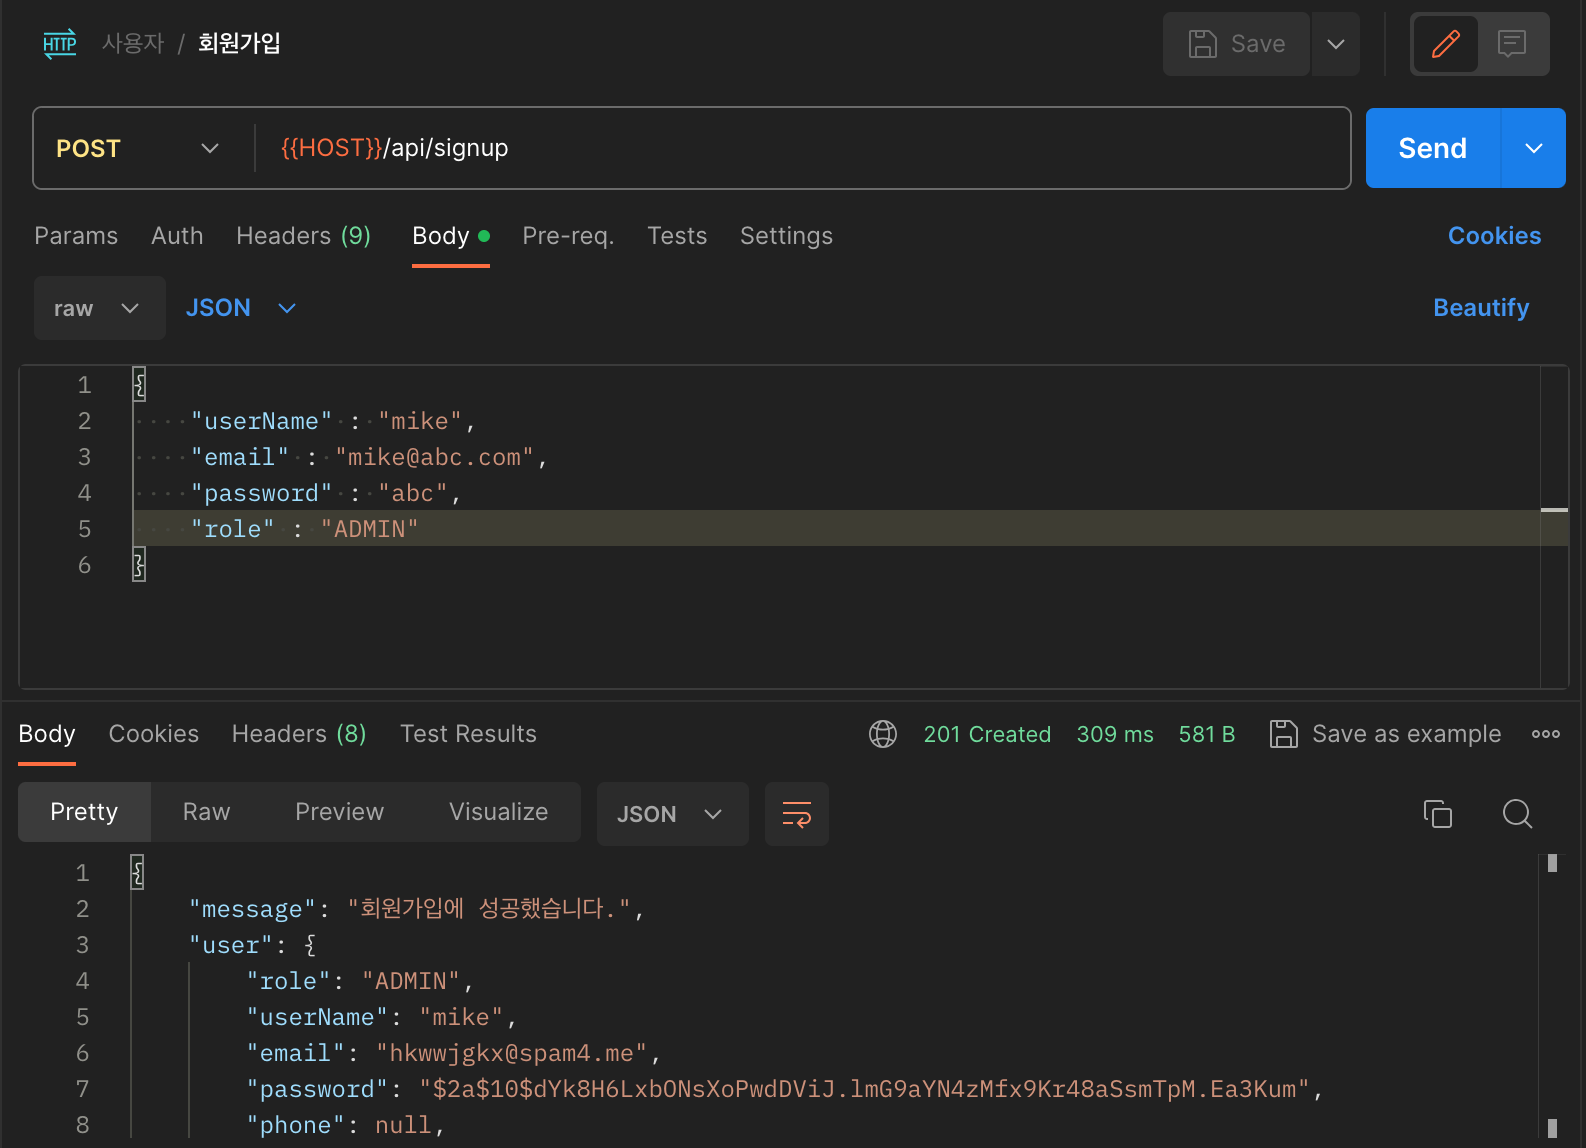 HTTP 사용자 / 회원가입 Save
POST {{HOST}}/api/signup Send
Params Auth Headers (9) Body Pre-req. Tests Settings Cookies
raw JSON Beautify
1 {
2 "userName" : "mike",
3 "email" : "mike@abc.com",
4 "password" : "abc",
5 "role" : "ADMIN"
6 }
Body Cookies Headers (8) Test Results 201 Created 309 ms 581 B Save as example
Pretty Raw Preview Visualize JSON
1 {
2 "message": "회원가입에 성공했습니다.",
3 "user": {
4 "role": "ADMIN",
5 "userName": "mike",
6 "email": "hkwwjgkx@spam4.me",
7 "password": "$2a$10$dYk8H6LxbONsXoPwdDViJ.lmG9aYN4zMfx9Kr48aSsmTpM.Ea3Kum",
8 "phone": null,